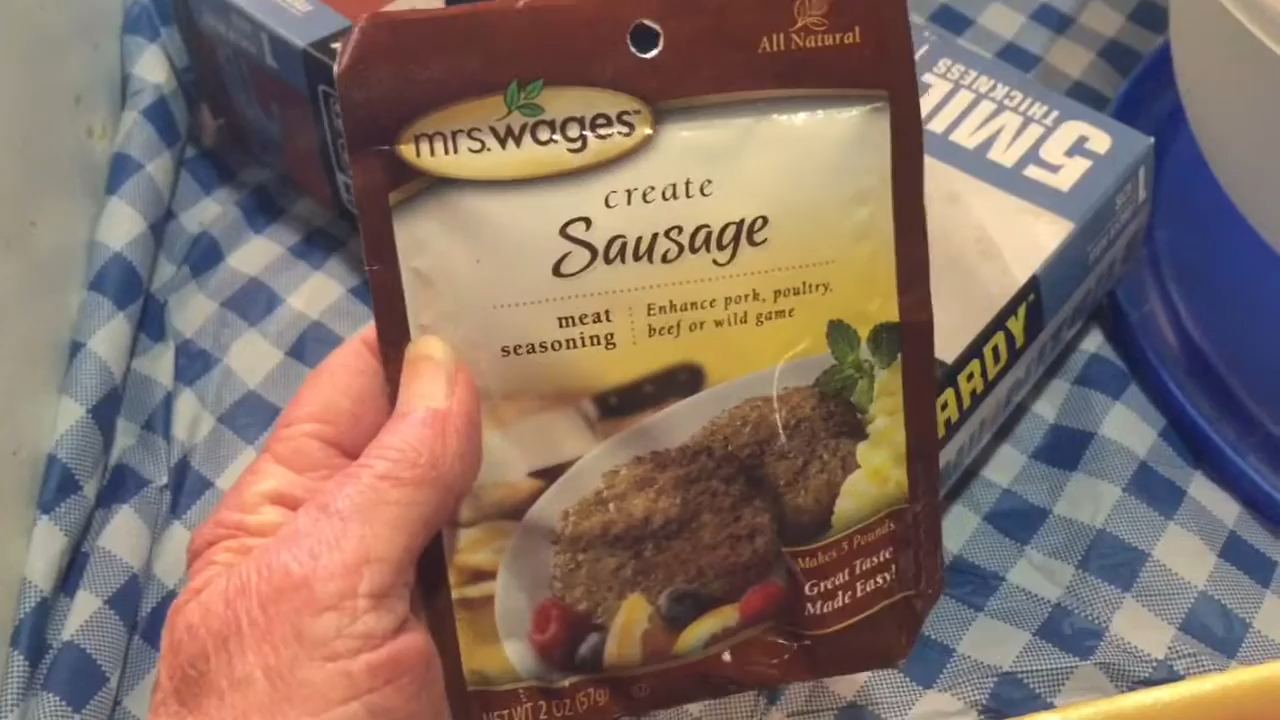 All Natural
mrs.wages™
create
Sausage
meat
seasoning
Enhance pork, poultry,
beef or wild game
Makes 5 Pounds
Great Taste
Made Easy!
NET WT 2 OZ (57g)
5MIL
THICKNESS
ARDY